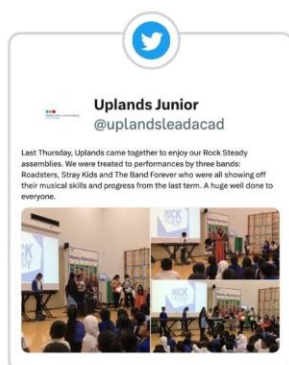 Uplands Junior
@uplandsleadacad
Last Thursday, Uplands came together to enjoy our Rock Steady
assemblies. We were treated to performances by three bands:
Roadsters, Stray Kids and The Band Forever who were all showing off
their musical skills and progress from the last term. A huge well done to
everyone.
ROCK